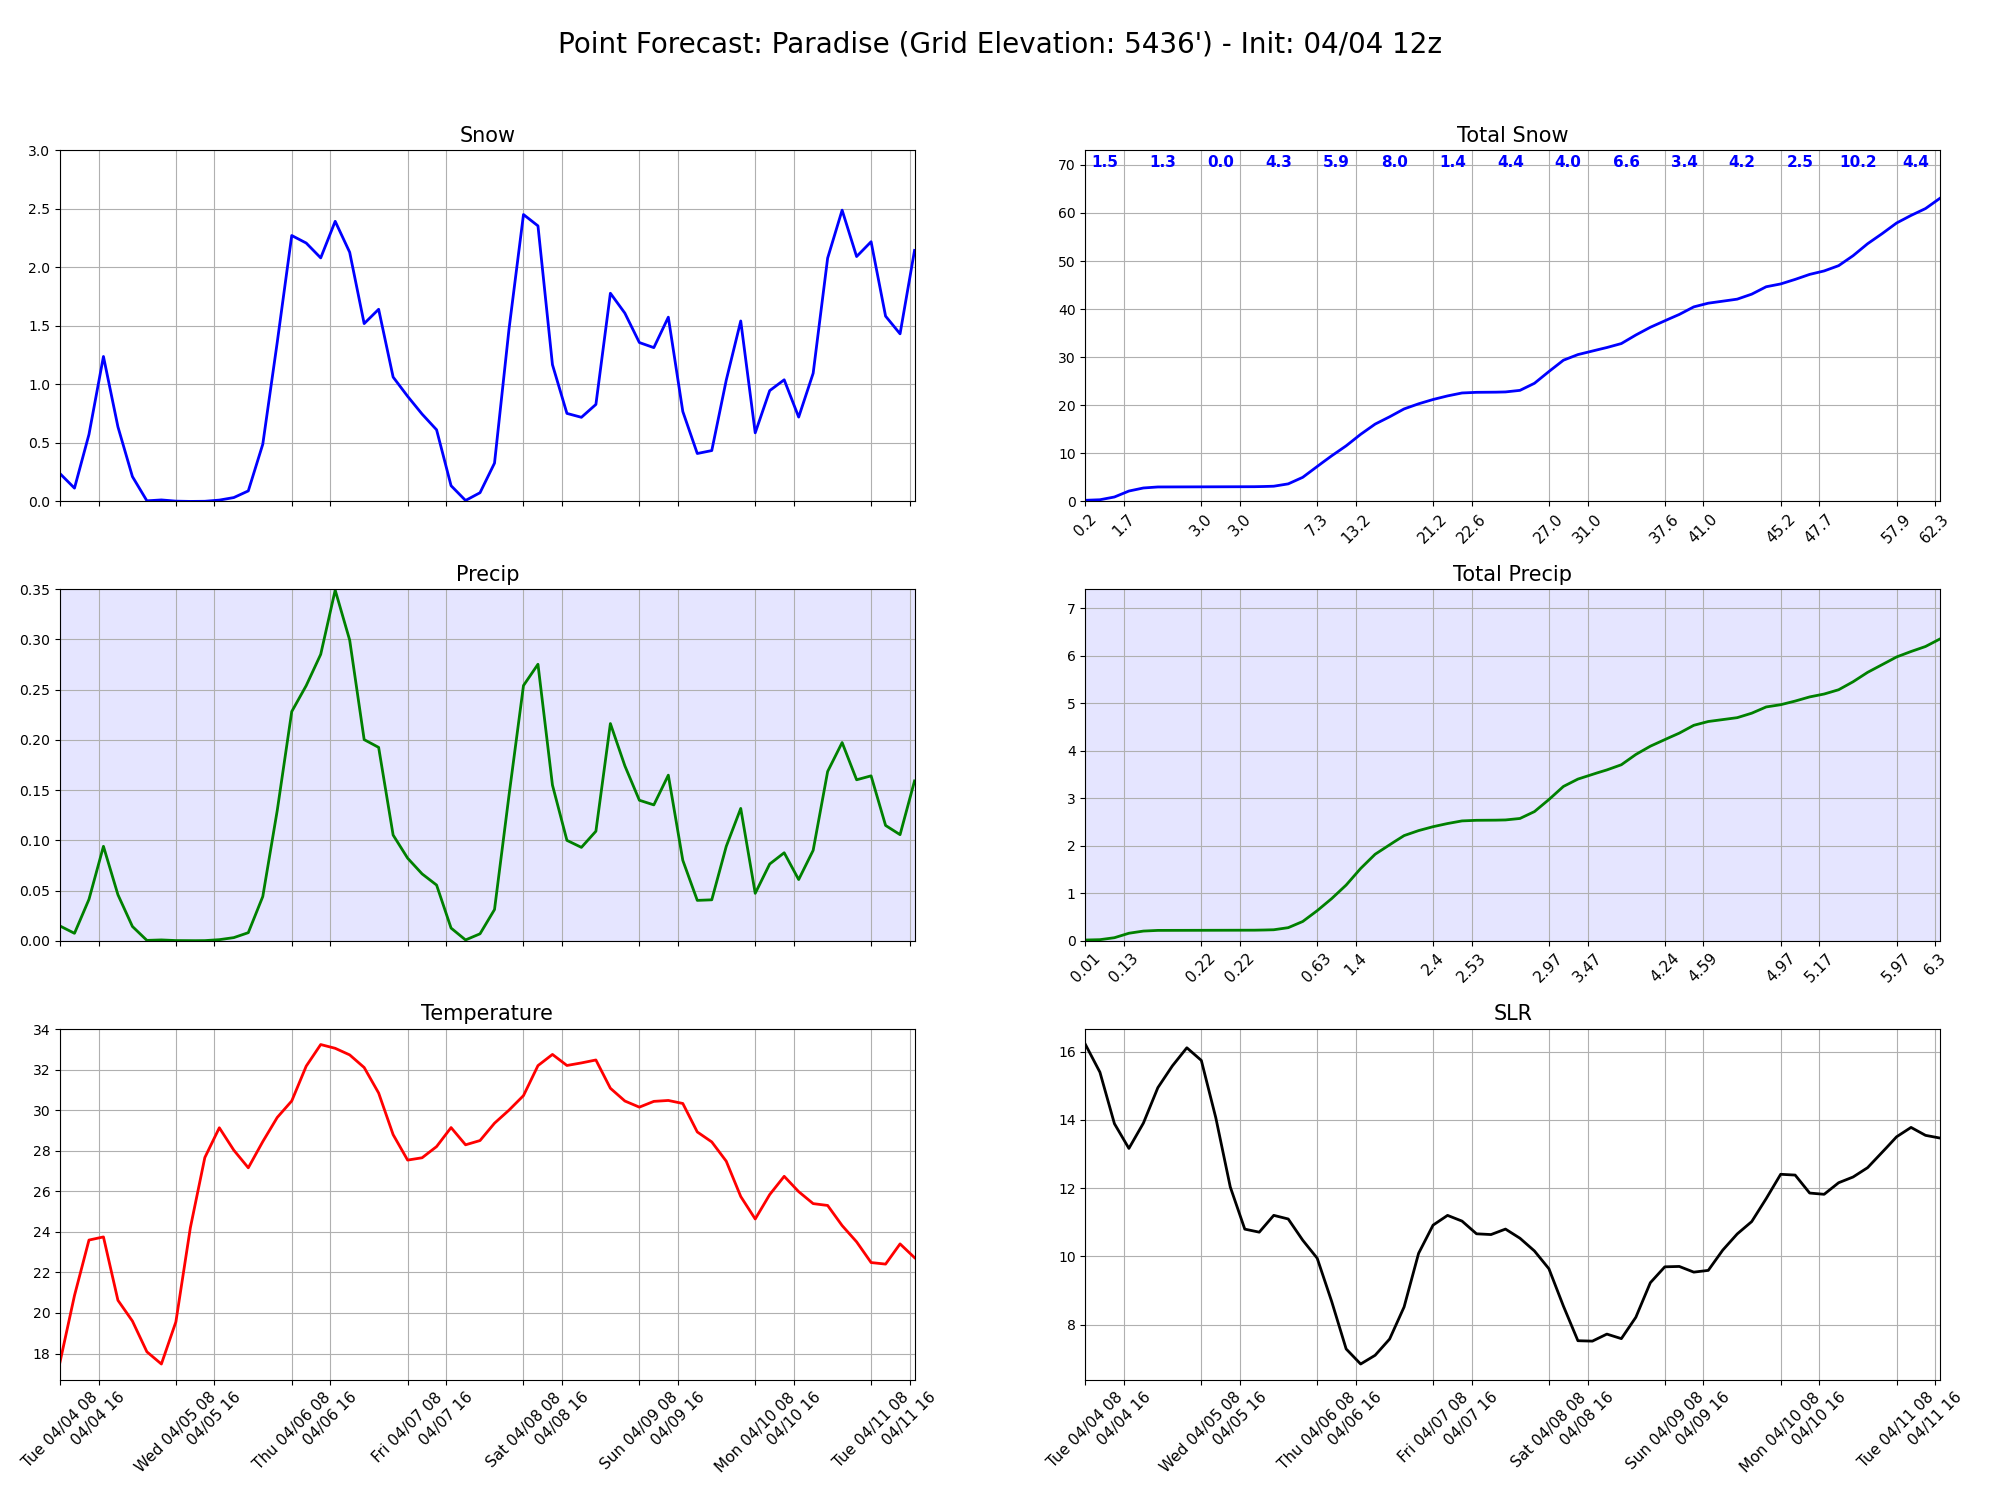 Point Forecast: Paradise (Grid Elevation: 5436') - Init: 04/04 12z
Snow
3.0
2.5
2.0
1.5
1.0
0.5
0.0
Total Snow
1.5 1.3 0.0 4.3 5.9 8.0 1.4 4.4 4.0 6.6 3.4 4.2 2.5 10.2 4.4
70
60
50
40
30
20
10
0
0.2 1.7 3.0 3.0 7.3 13.2 21.2 22.6 27.0 31.0 37.6 41.0 45.2 47.7 57.9 62.3
Precip
0.35
0.30
0.25
0.20
0.15
0.10
0.05
0.00
Total Precip
7
6
5
4
3
2
1
0
0.01 0.13 0.22 0.22 0.63 1.4 2.4 2.53 2.97 3.47 4.24 4.59 4.97 5.17 5.97 6.3
Temperature
34
32
30
28
26
24
22
20
18
Tue 04/04 08
04/04 16
Wed 04/05 08
04/05 16
Thu 04/06 08
04/06 16
Fri 04/07 08
04/07 16
Sat 04/08 08
04/08 16
Sun 04/09 08
04/09 16
Mon 04/10 08
04/10 16
Tue 04/11 08
04/11 16
SLR
16
14
12
10
8
Tue 04/04 08
04/04 16
Wed 04/05 08
04/05 16
Thu 04/06 08
04/06 16
Fri 04/07 08
04/07 16
Sat 04/08 08
04/08 16
Sun 04/09 08
04/09 16
Mon 04/10 08
04/10 16
Tue 04/11 08
04/11 16